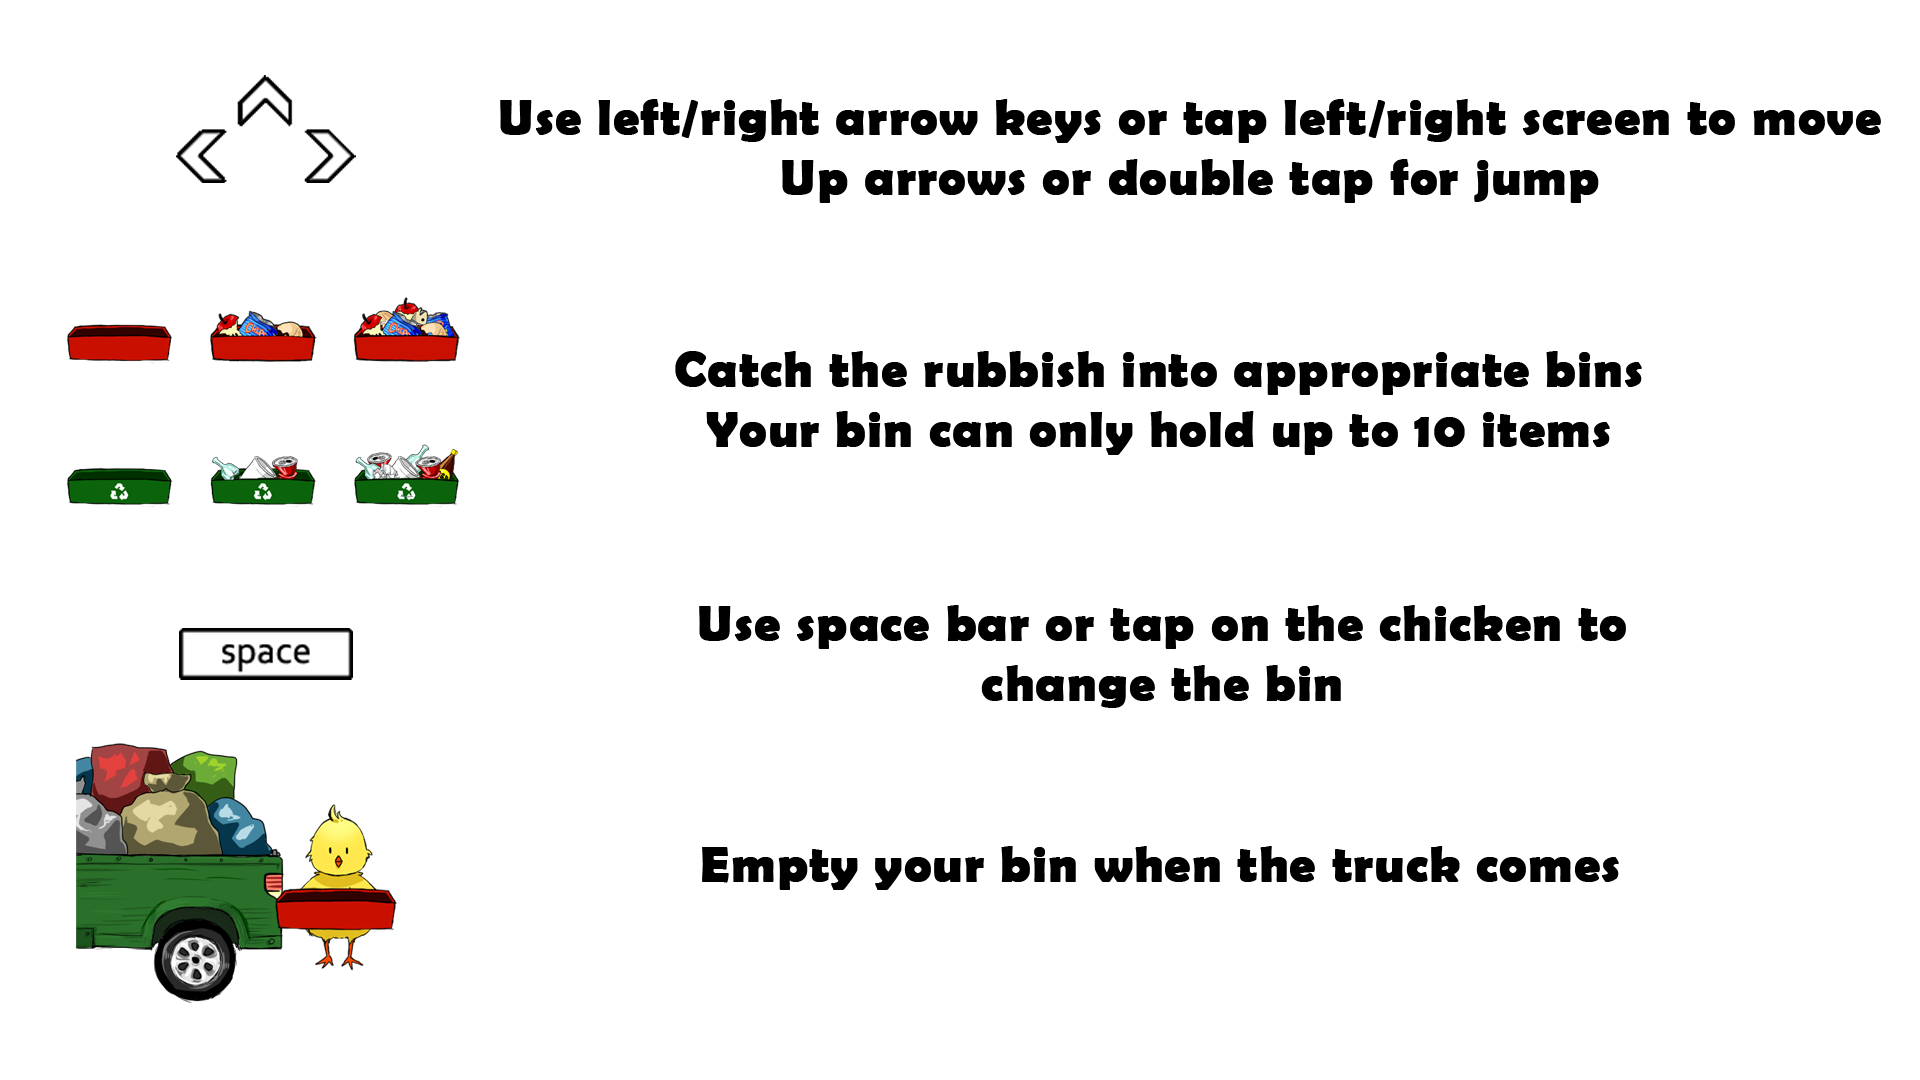 Use left/right arrow keys or tap left/right screen to move
Up arrows or double tap for jump
Catch the rubbish into appropriate bins
Your bin can only hold up to 10 items
space
Use space bar or tap on the chicken to
change the bin
Empty your bin when the truck comes